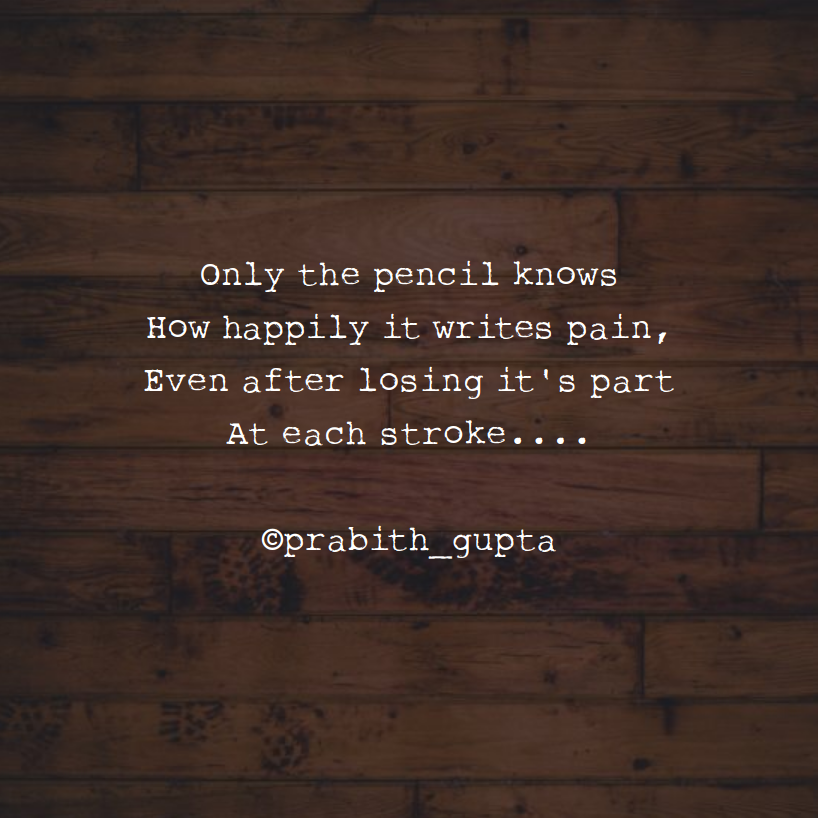 Only the pencil knows
How happily it writes pain,
Even after losing it's part
At each stroke....
©prabith_gupta